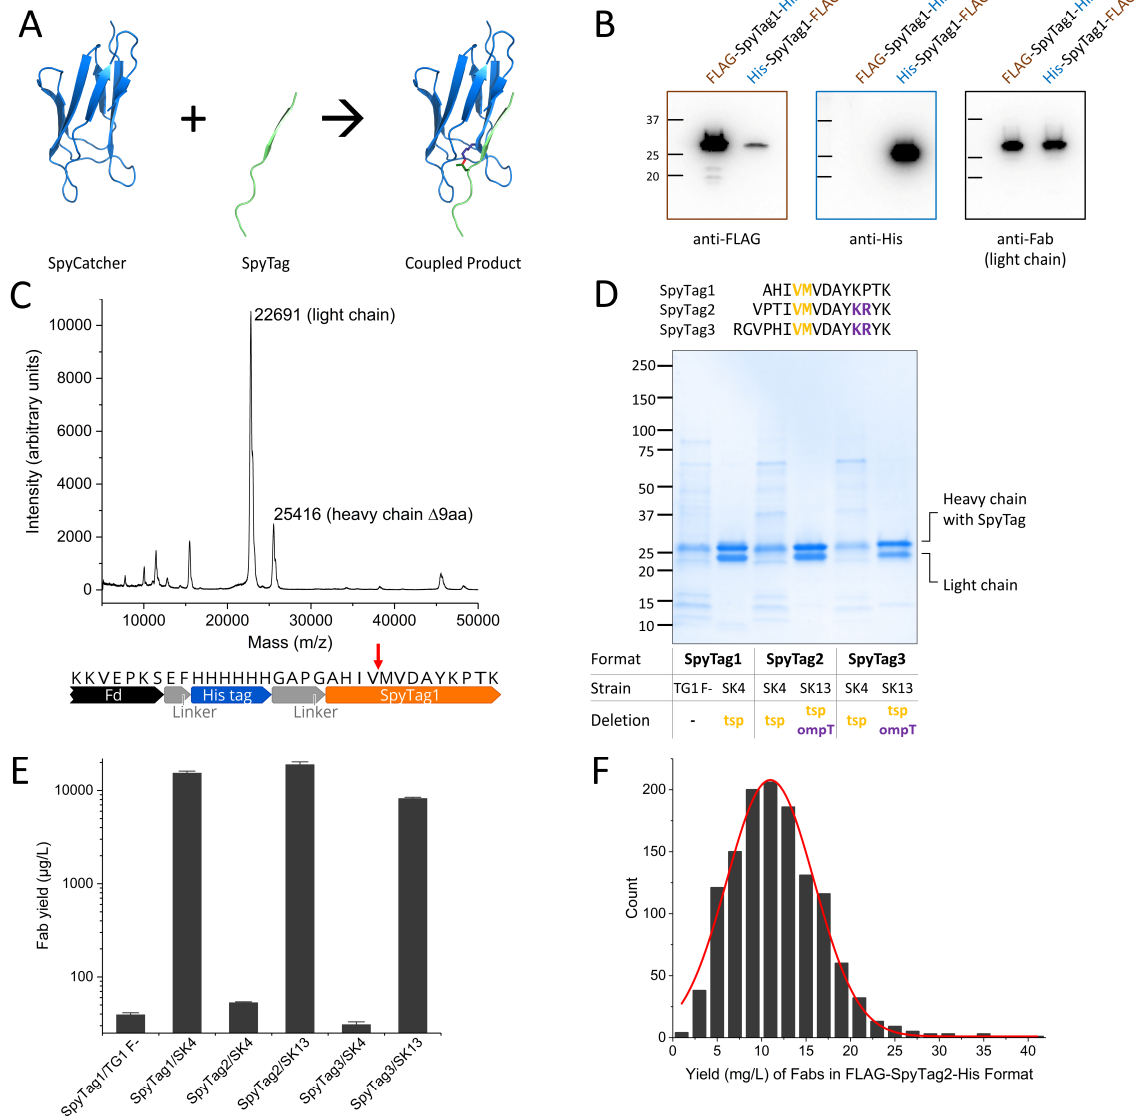 A
+
SpyCatcher
SpyTag
Coupled Product
B
FLAG-SpyTag1-His
His-SpyTag1-FLAG
FLAG-SpyTag1-His
His-SpyTag1-FLAG
FLAG-SpyTag1-His
His-SpyTag1-FLAG
37
25
20
anti-FLAG
anti-His
anti-Fab
(light chain)
C
Intensity (arbitrary units)
10000
8000
6000
4000
2000
0
22691 (light chain)
25416 (heavy chain Δ9aa)
10000 20000 30000 40000 50000
Mass (m/z)
KKVEPKSEFHHHHHHGAPGAHIVMVDAYKPTK
Fd
His tag
SpyTag1
Linker
Linker
D
SpyTag1 AHIVMVDAYKPTK
SpyTag2 VPTIVMVDAYKRYK
SpyTag3 RGVPHIVMVDAYKRYK
250
150
100
75
50
37
25
20
15
10
Heavy chain
with SpyTag
Light chain
Format SpyTag1 SpyTag2 SpyTag3
Strain TG1 F- SK4 SK4 SK13 SK4 SK13
Deletion - tsp tsp tsp ompT tsp tsp ompT
E
Fab yield (µg/L)
10000
1000
100
SpyTag1/TG1 F-
SpyTag1/SK4
SpyTag2/SK4
SpyTag2/SK13
SpyTag3/SK4
SpyTag3/SK13
F
Count
200
150
100
50
0
0 5 10 15 20 25 30 35 40
Yield (mg/L) of Fabs in FLAG-SpyTag2-His Format